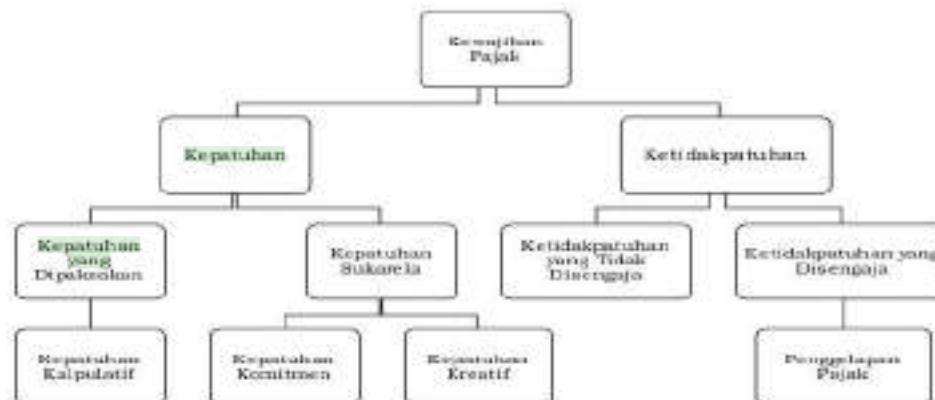 Kewajiban
Pajak
Kepatuhan
Ketidakpatuhan
Kepatuhan
yang
Dipaksakan
Kepatuhan
Sukarela
Ketidakpatuhan
yang Tidak
Disengaja
Ketidakpatuhan yang
Disengaja
Kepatuhan
Kalpulatif
Kepatuhan
Komitmen
Kepatuhan
Kreatif
Penggelapan
Pajak